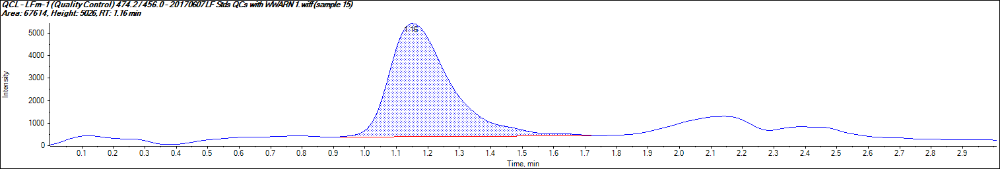 QCL - LFm-1 (Quality Control) 474.2 / 456.0 - 20170607 LF Stds QCs with WWARN 1.wiff (sample 15)
Area: 67614, Height: 5026, RT: 1.16 min
5000
4000
3000
2000
1000
0
Intensity
1.16
0.1 0.2 0.3 0.4 0.5 0.6 0.7 0.8 0.9 1.0 1.1 1.2 1.3 1.4 1.5 1.6 1.7 1.8 1.9 2.0 2.1 2.2 2.3 2.4 2.5 2.6 2.7 2.8 2.9
Time, min